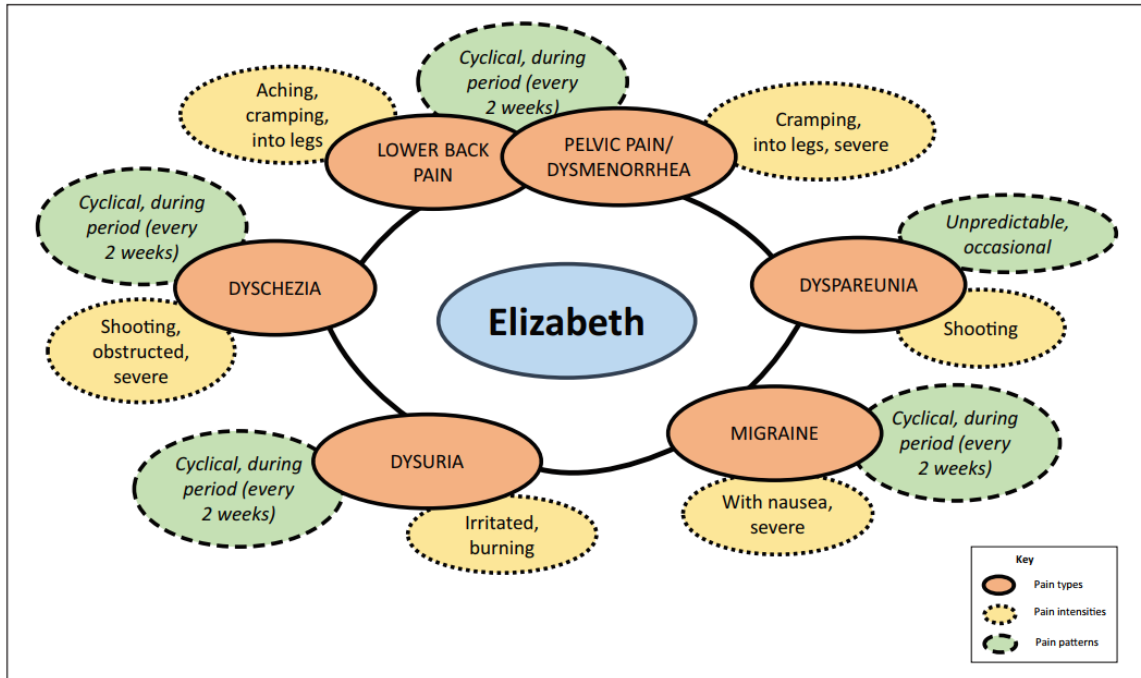 Cyclical, during
period (every
2 weeks)
Aching,
cramping,
into legs
LOWER BACK
PAIN
PELVIC PAIN/
DYSMENORRHEA
Cramping,
into legs, severe
Cyclical, during
period (every
2 weeks)
DYSCHEZIA
Shooting,
obstructed,
severe
Unpredictable,
occasional
DYSPAREUNIA
Shooting
Elizabeth
Cyclical, during
period (every
2 weeks)
DYSURIA
Irritated,
burning
MIGRAINE
Cyclical, during
period (every
2 weeks)
With nausea,
severe
Key
Pain types
Pain intensities
Pain patterns